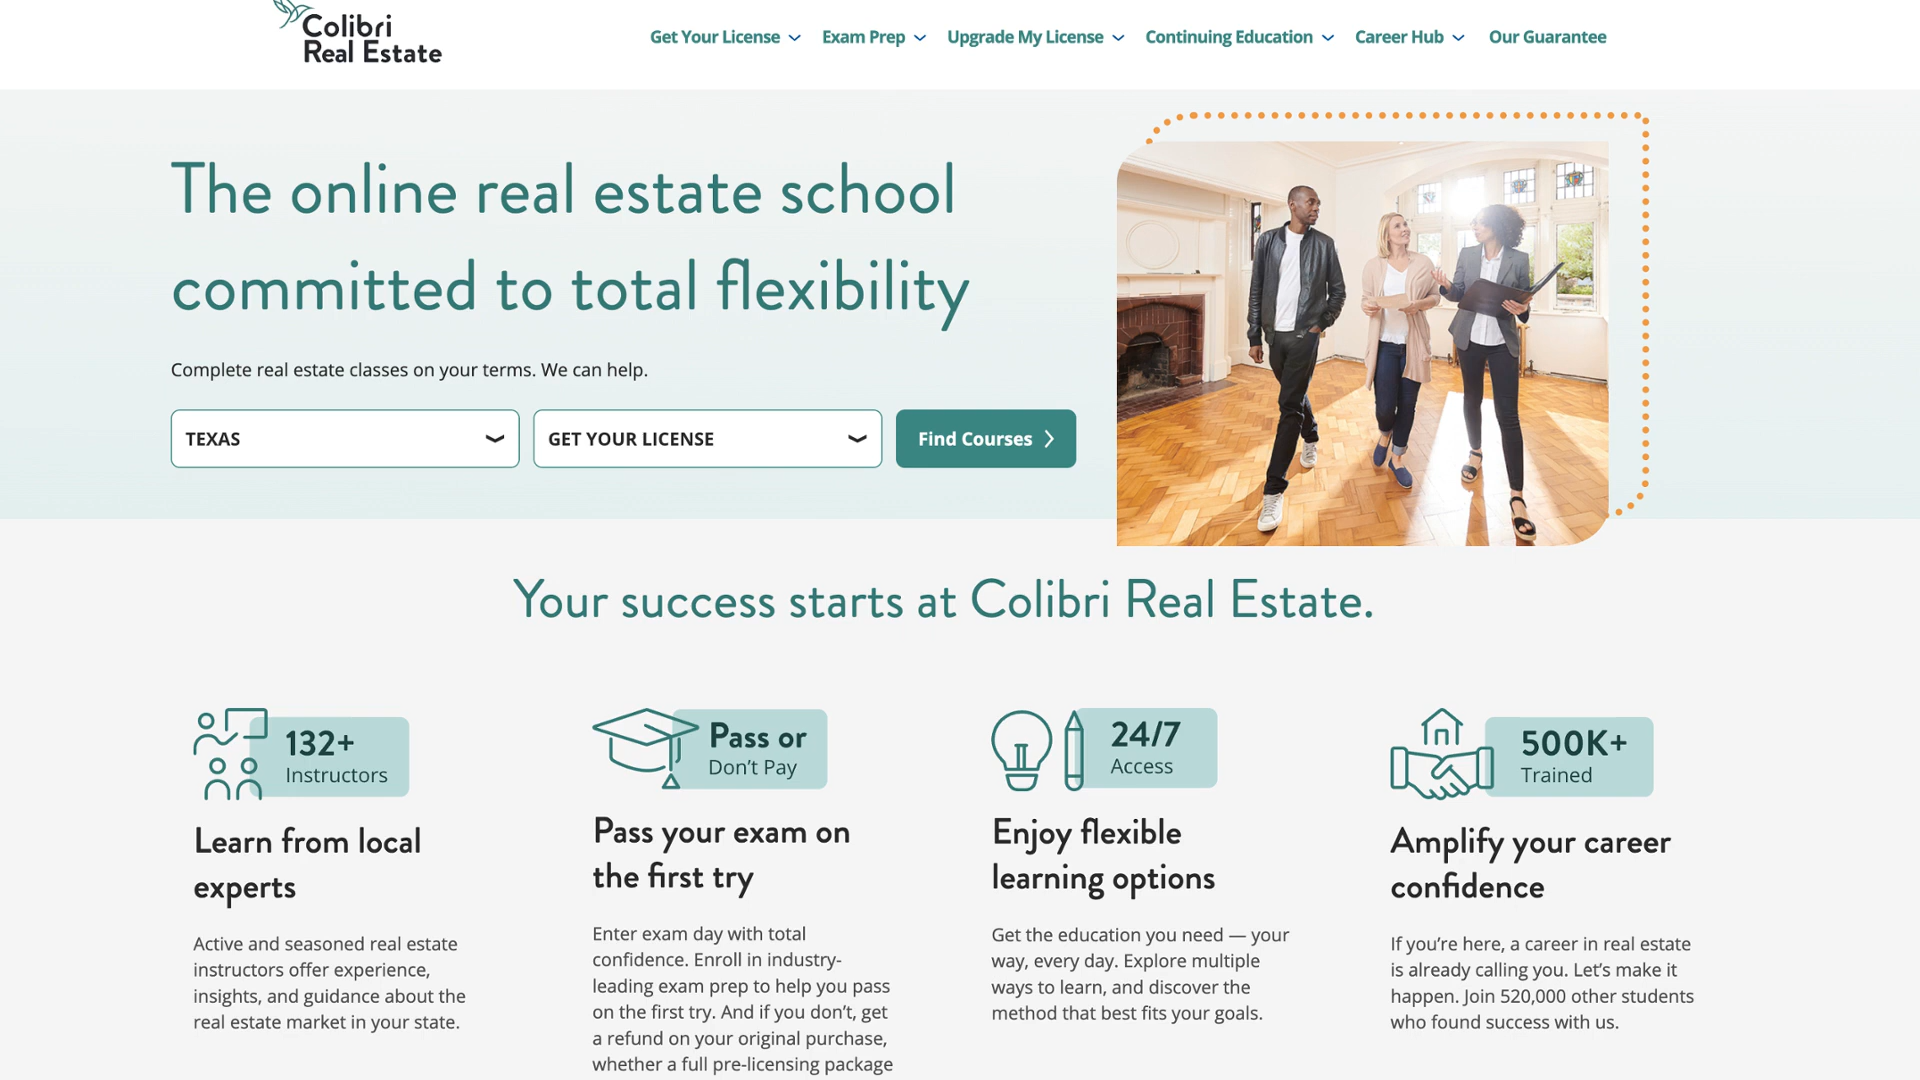 Colibri
Real Estate
Get Your License
Exam Prep
Upgrade My License
Continuing Education
Career Hub
Our Guarantee
The online real estate school
committed to total flexibility
Complete real estate classes on your terms. We can help.
TEXAS
GET YOUR LICENSE
Find Courses
Your success starts at Colibri Real Estate.
132+
Instructors
Learn from local
experts
Active and seasoned real estate
instructors offer experience,
insights, and guidance about the
real estate market in your state.
Pass or
Don’t Pay
Pass your exam on
the first try
Enter exam day with total
confidence. Enroll in industry-
leading exam prep to help you pass
on the first try. And if you don’t, get
a refund on your original purchase,
whether a full pre-licensing package
24/7
Access
Enjoy flexible
learning options
Get the education you need — your
way, every day. Explore multiple
ways to learn, and discover the
method that best fits your goals.
500K+
Trained
Amplify your career
confidence
If you’re here, a career in real estate
is already calling you. Let’s make it
happen. Join 520,000 other students
who found success with us.